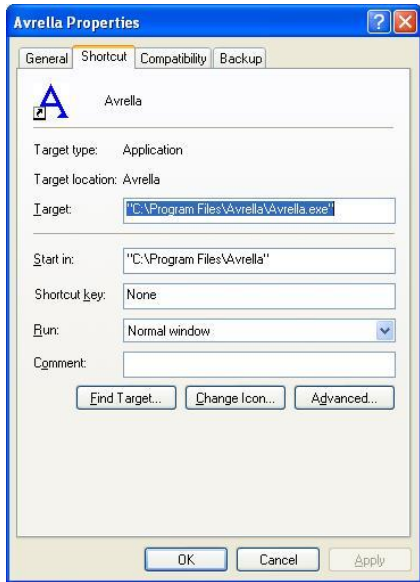 Avrella Properties
General Shortcut Compatibility Backup
Avrella
Target type: Application
Target location: Avrella
Target: "C:\Program Files\Avrella\Avrella.exe"
Start in: "C:\Program Files\Avrella"
Shortcut key: None
Run: Normal window
Comment:
Find Target... Change Icon... Advanced...
OK Cancel Apply